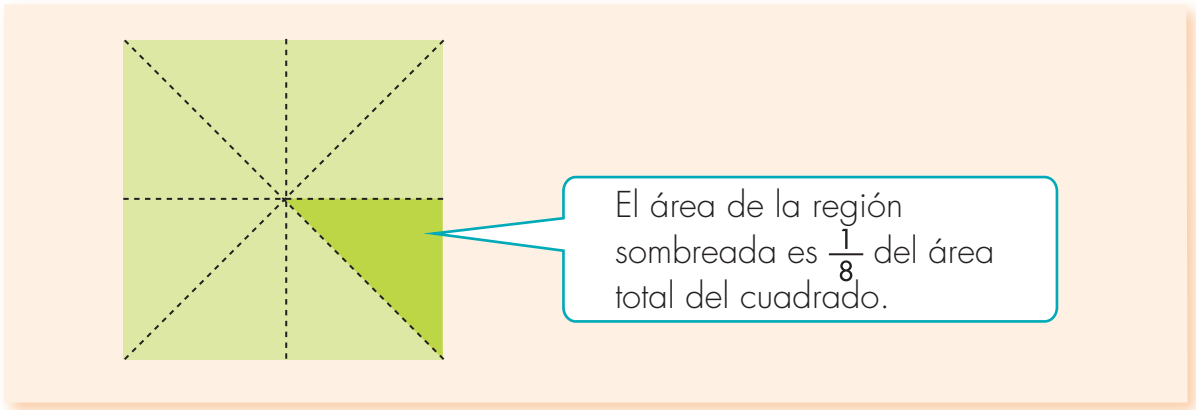 El área de la región
sombreada es 1/8 del área
total del cuadrado.